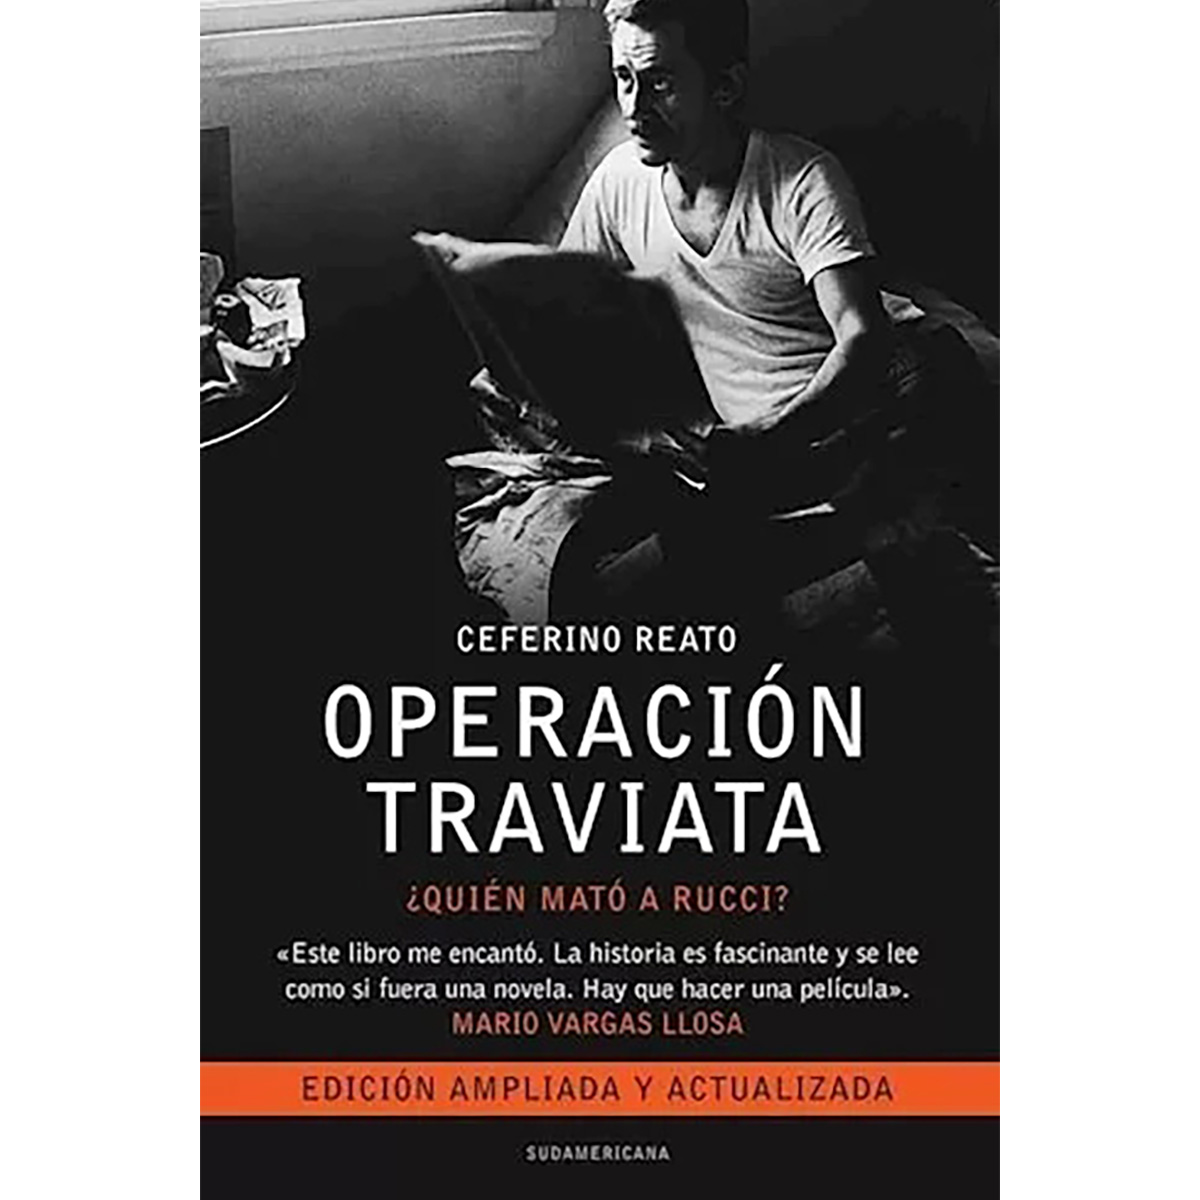 CEFERINO REATO
OPERACIÓN
TRAVIATA
¿QUIÉN MATÓ A RUCCI?
«Este libro me encantó. La historia es fascinante y se lee
como si fuera una novela. Hay que hacer una película».
MARIO VARGAS LLOSA
EDICIÓN AMPLIADA Y ACTUALIZADA
SUDAMERICANA